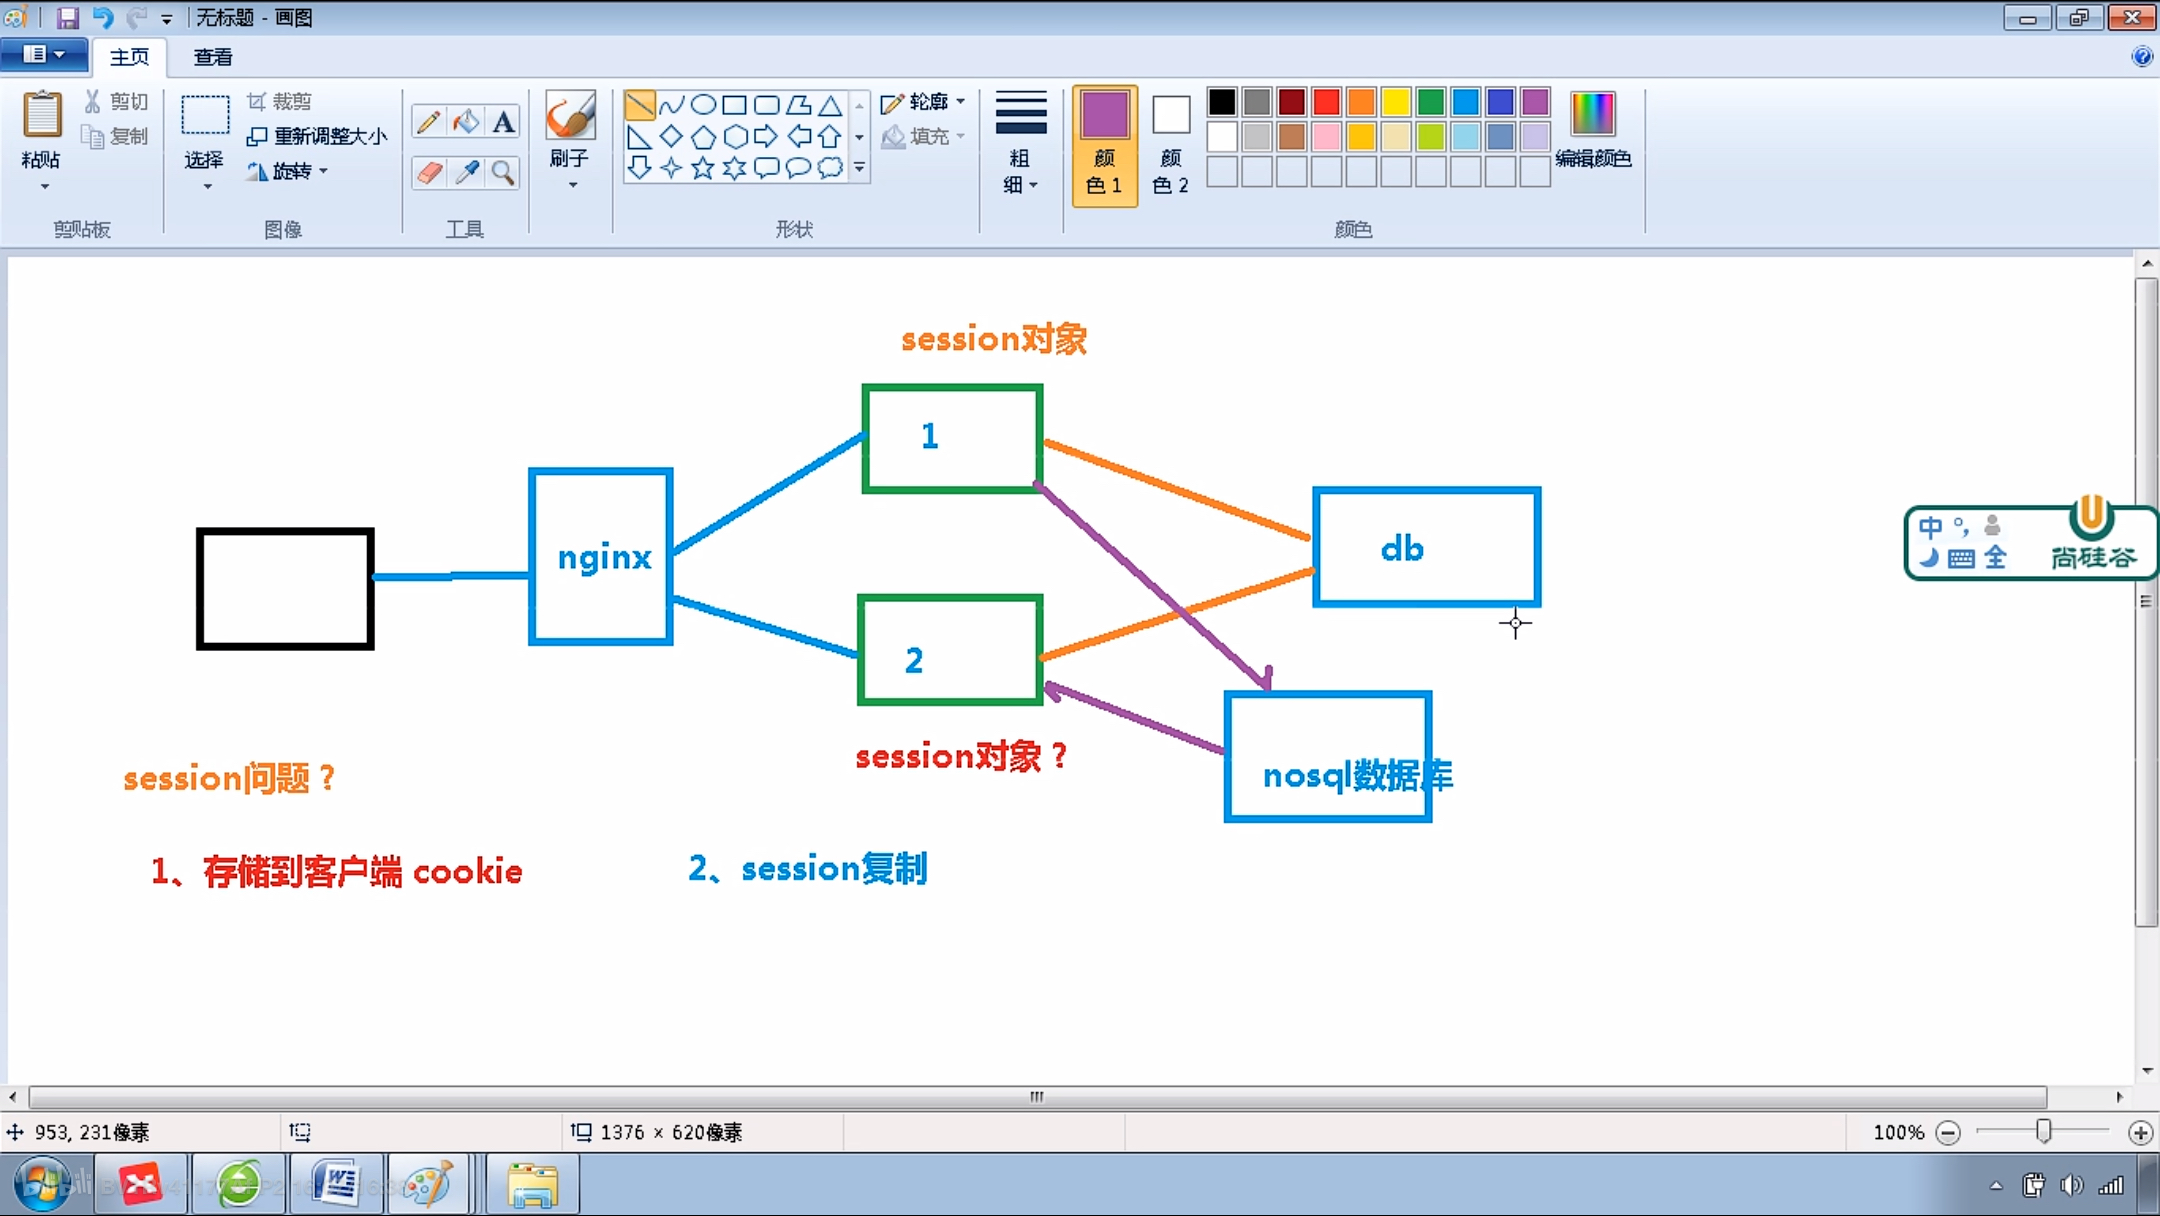 无标题 - 画图
主页
查看
剪切
复制
粘贴
剪贴板
裁剪
重新调整大小
旋转
选择
图像
A
工具
刷子
轮廓
填充
形状
粗
细
颜
色 1
颜
色 2
编辑颜色
颜色
session对象
1
nginx
db
2
session对象？
nosql数据库
session问题？
1、存储到客户端 cookie
2、session复制
中
全
尚硅谷
953, 231像素
1376 × 620像素
100%